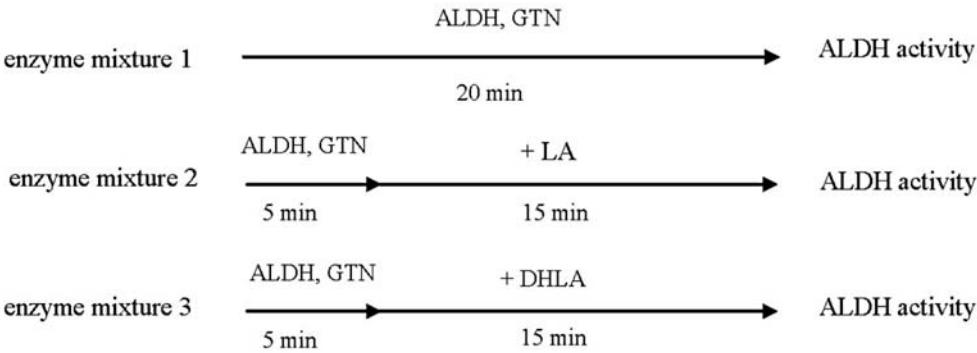 ALDH, GTN
enzyme mixture 1
ALDH activity
20 min
ALDH, GTN
+ LA
enzyme mixture 2
ALDH activity
5 min
15 min
ALDH, GTN
+ DHLA
enzyme mixture 3
ALDH activity
5 min
15 min